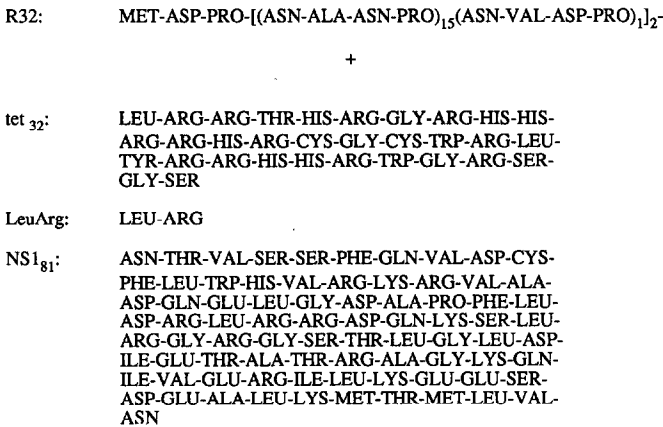 R32: MET-ASP-PRO-[(ASN-ALA-ASN-PRO)15(ASN-VAL-ASP-PRO)1]2-
+
tet 32: LEU-ARG-ARG-THR-HIS-ARG-GLY-ARG-HIS-HIS-
ARG-ARG-HIS-ARG-CYS-GLY-CYS-TRP-ARG-LEU-
TYR-ARG-ARG-HIS-HIS-ARG-TRP-GLY-ARG-SER-
GLY-SER
LeuArg: LEU-ARG
NS181: ASN-THR-VAL-SER-SER-PHE-GLN-VAL-ASP-CYS-
PHE-LEU-TRP-HIS-VAL-ARG-LYS-ARG-VAL-ALA-
ASP-GLN-GLU-LEU-GLY-ASP-ALA-PRO-PHE-LEU-
ASP-ARG-LEU-ARG-ARG-ASP-GLN-LYS-SER-LEU-
ARG-GLY-ARG-GLY-SER-THR-LEU-GLY-LEU-ASP-
ILE-GLU-THR-ALA-THR-ARG-ALA-GLY-LYS-GLN-
ILE-VAL-GLU-ARG-ILE-LEU-LYS-GLU-GLU-SER-
ASP-GLU-ALA-LEU-LYS-MET-THR-MET-LEU-VAL-
ASN